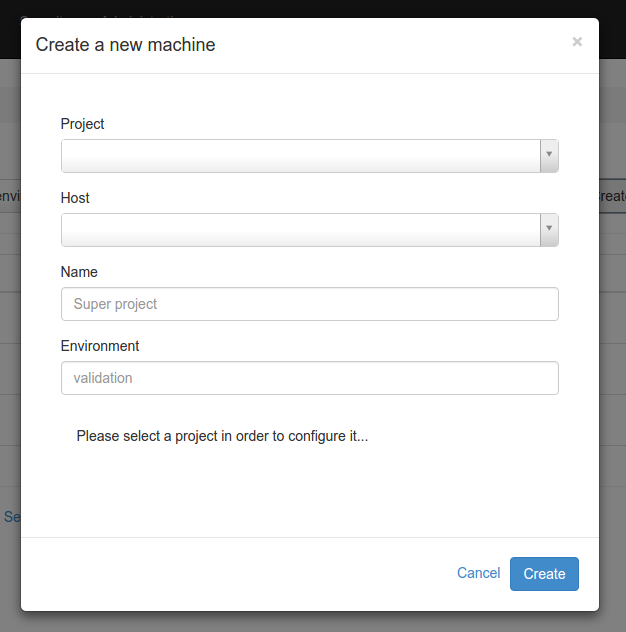 Create a new machine
×
Project
Host
Name
Super project
Environment
validation
Please select a project in order to configure it...
Cancel
Create